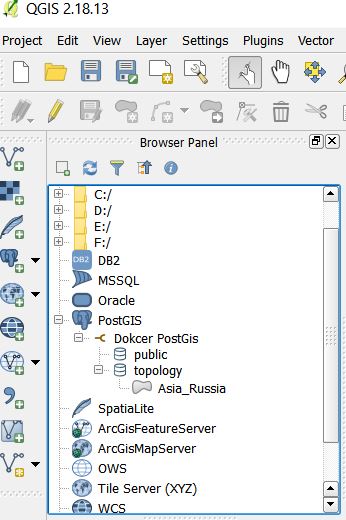 QGIS 2.18.13
Project Edit View Layer Settings Plugins Vector
Browser Panel
C:/
D:/
E:/
F:/
DB2 DB2
MSSQL
Oracle
PostGIS
Dokcer PostGis
public
topology
Asia_Russia
SpatiaLite
ArcGisFeatureServer
ArcGisMapServer
OWS
Tile Server (XYZ)
WCS